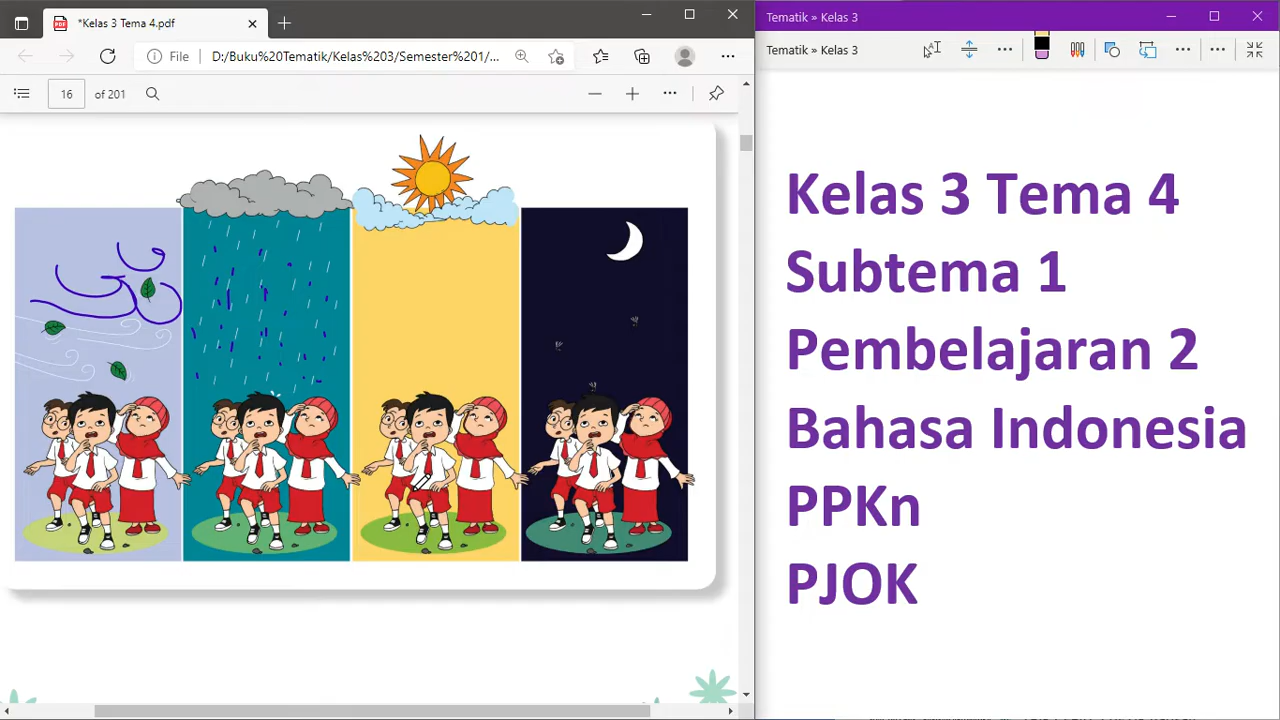 *Kelas 3 Tema 4.pdf
File
D:/Buku%20Tematik/Kelas%203/Semester%201/...
16 of 201
Tematik » Kelas 3
Tematik » Kelas 3
Kelas 3 Tema 4
Subtema 1
Pembelajaran 2
Bahasa Indonesia
PPKn
PJOK